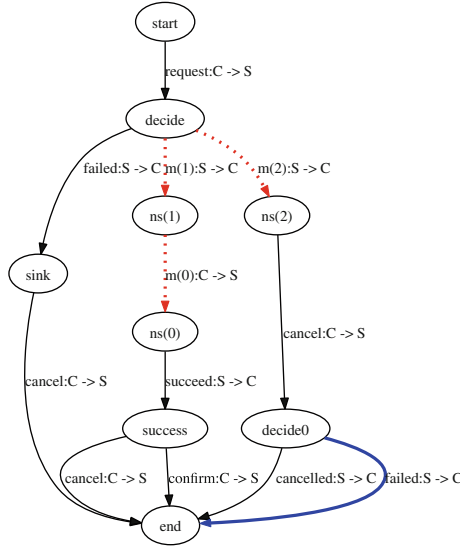 start
request:C -> S
decide
failed:S -> C
m(1):S -> C
m(2):S -> C
ns(1)
ns(2)
sink
m(0):C -> S
ns(0)
cancel:C -> S
cancel:C -> S
succeed:S -> C
success
decide0
cancel:C -> S
confirm:C -> S
cancelled:S -> C
failed:S -> C
end